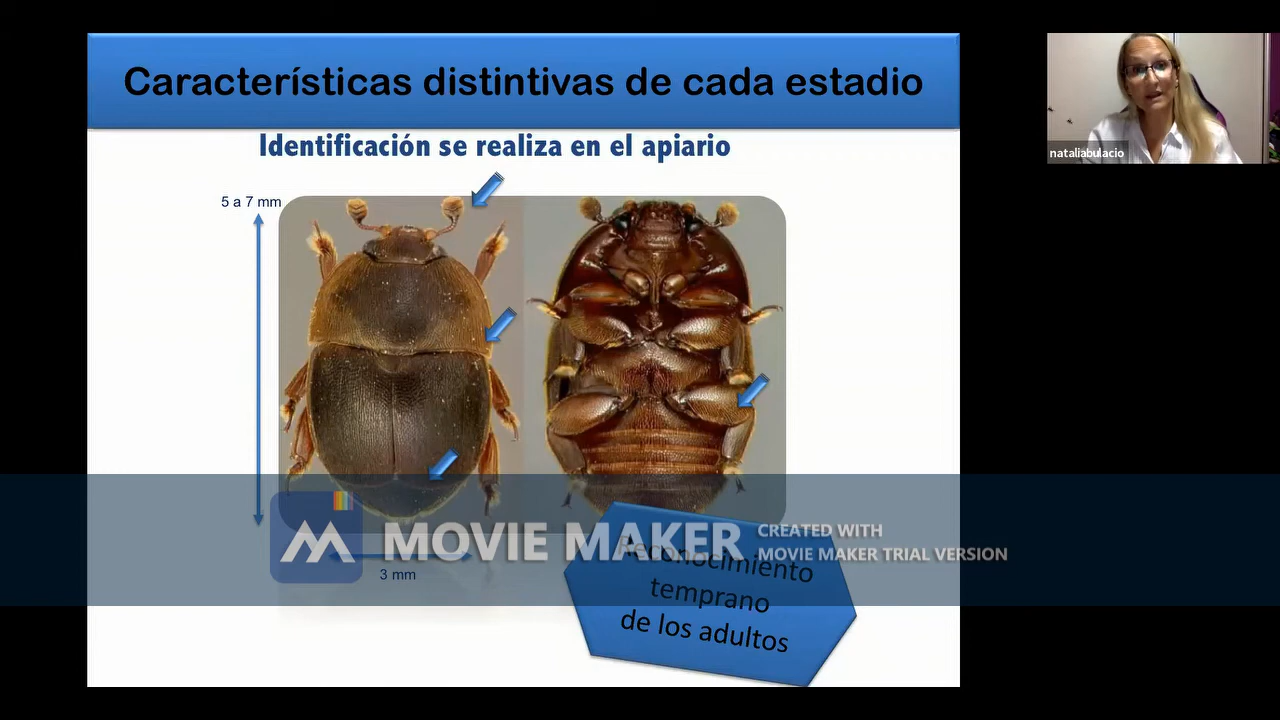 Características distintivas de cada estadio
Identificación se realiza en el apiario
5 a 7 mm
3 mm
Reconocimiento
temprano
de los adultos
MOVIE MAKER
CREATED WITH
MOVIE MAKER TRIAL VERSION
nataliabulacio